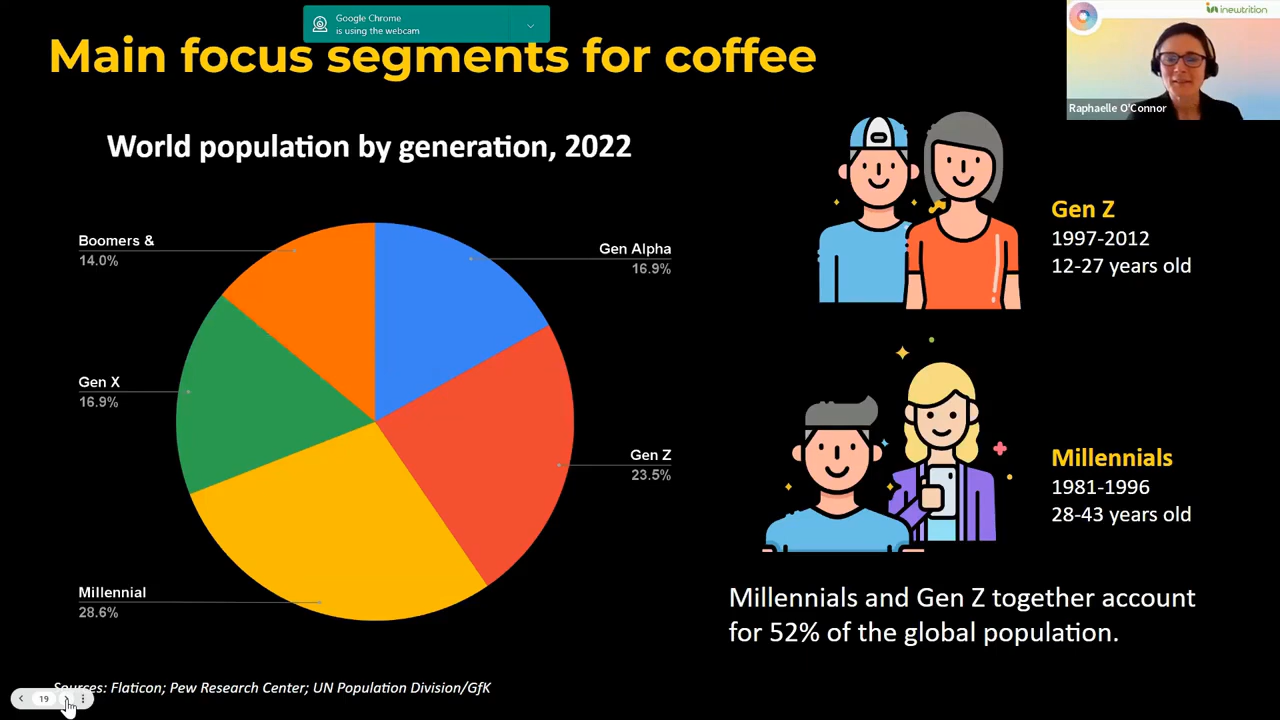 Google Chrome
is using the webcam
inewtrition
Raphaelle O'Connor
Main focus segments for coffee
World population by generation, 2022
Boomers &
14.0%
Gen Alpha
16.9%
Gen X
16.9%
Gen Z
23.5%
Millennial
28.6%
Gen Z
1997-2012
12-27 years old
Millennials
1981-1996
28-43 years old
Millennials and Gen Z together account
for 52% of the global population.
Sources: Flaticon; Pew Research Center; UN Population Division/GfK
19